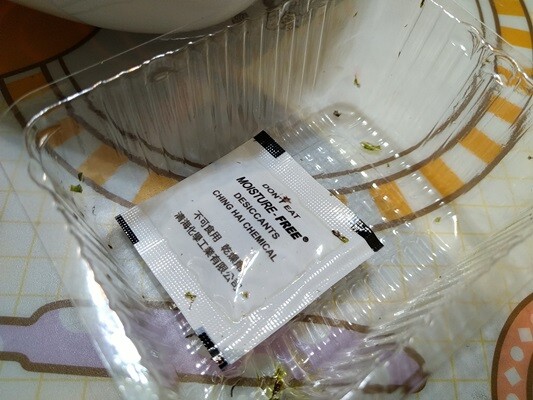 DON'T EAT
MOISTURE-FREE®
DESICCANTS
CHING HAI CHEMICAL
不可食用 乾燥劑
清海化學工業有限公司